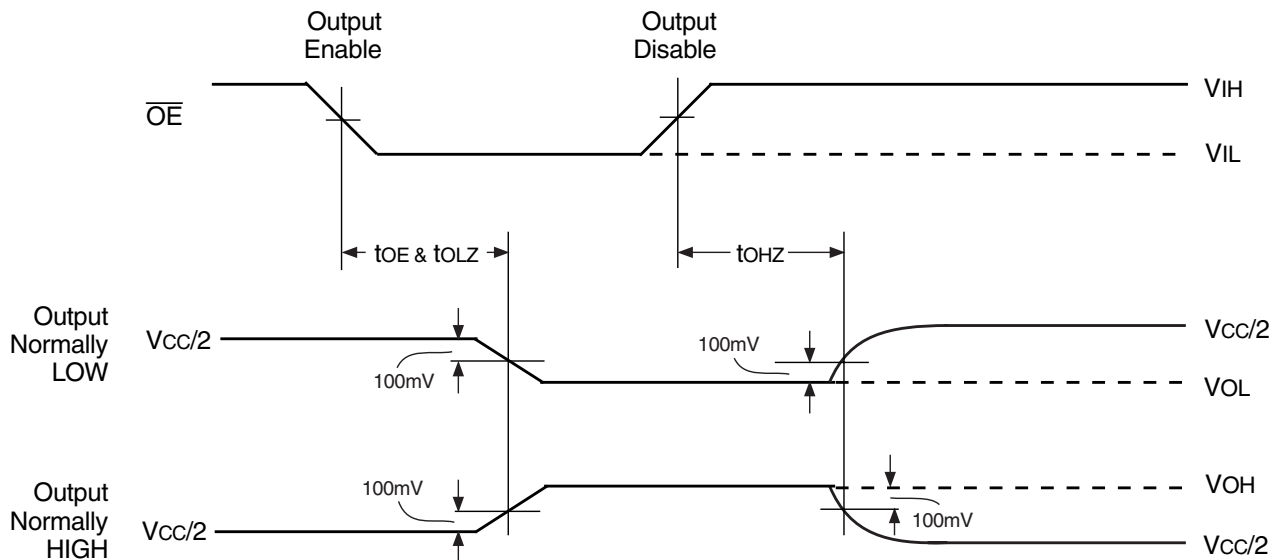 Output
Enable
Output
Disable
OE
VIH
VIL
tOE & tOLZ
tOHZ
Output
Normally
LOW
VCC/2
100mV
100mV
VCC/2
VOL
Output
Normally
HIGH
VCC/2
100mV
VOH
100mV
VCC/2